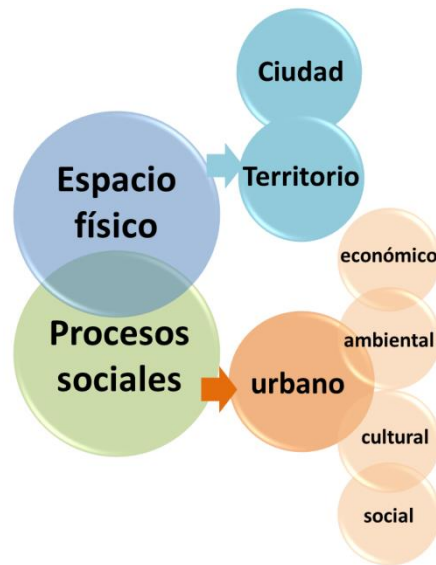 Ciudad
Espacio
físico
Territorio
Procesos
sociales
urbano
económico
ambiental
cultural
social